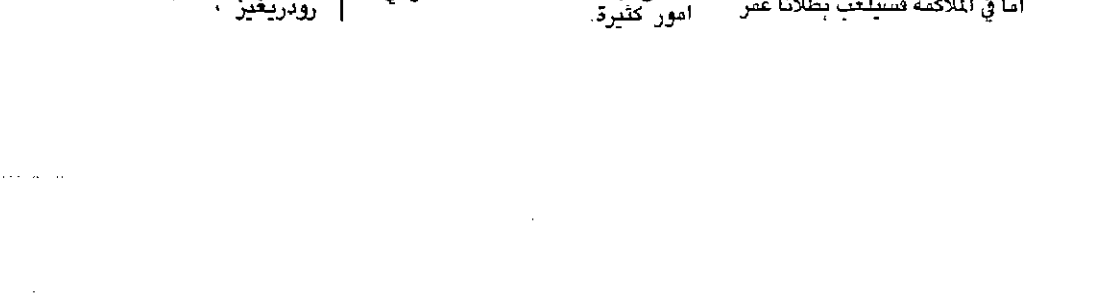 اما في الملاكمة فسيلعب بطلانا عمر
امور كثيرة.
رودريغيز